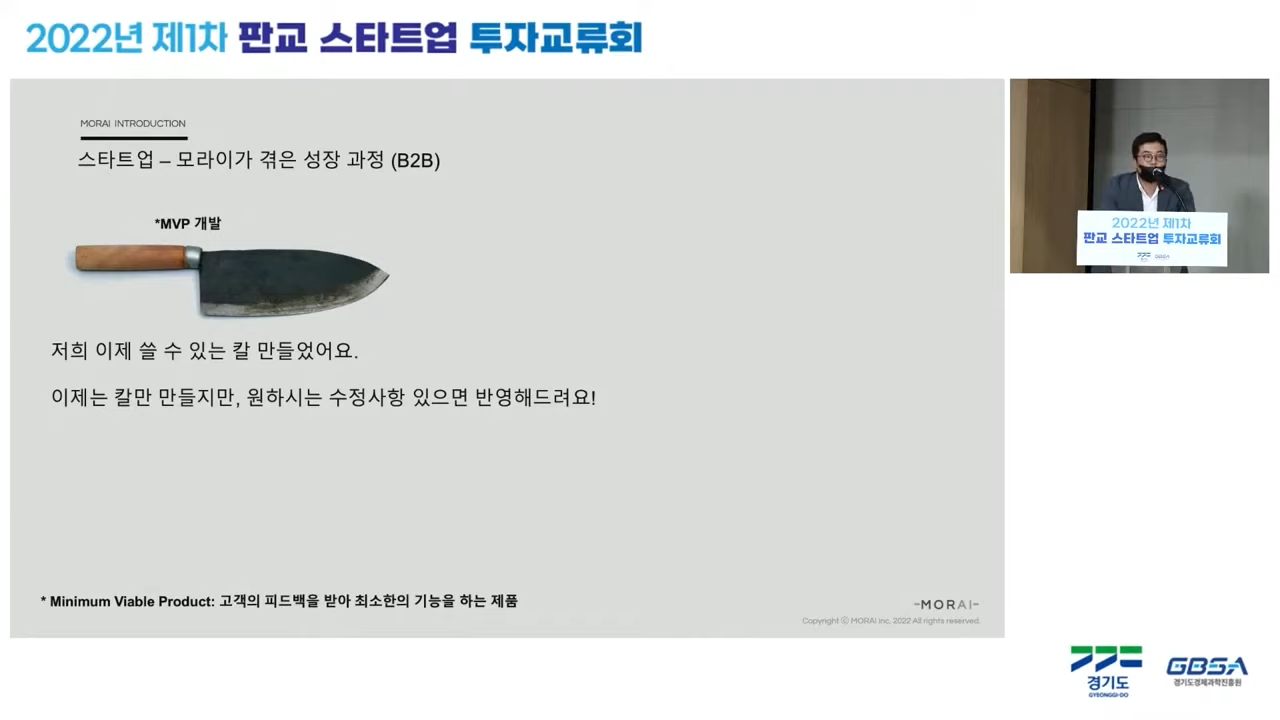 2022년 제1차 판교 스타트업 투자교류회
MORAI INTRODUCTION
스타트업 – 모라이가 겪은 성장 과정 (B2B)
*MVP 개발
저희 이제 쓸 수 있는 칼 만들었어요.
이제는 칼만 만들지만, 원하시는 수정사항 있으면 반영해드려요!
* Minimum Viable Product: 고객의 피드백을 받아 최소한의 기능을 하는 제품
-MORAI-
Copyright ⓒ MORAI Inc. 2022 All rights reserved.
2022년 제1차
판교 스타트업 투자교류회
경기도
GBSA
경기도
GYEONGGI-DO
GBSA
경기도경제과학진흥원